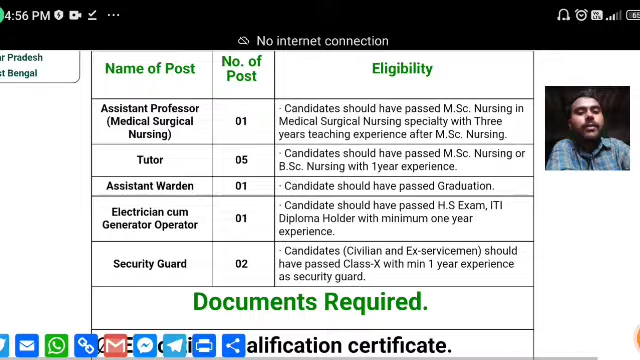 4:56 PM
65
No internet connection
ar Pradesh
st Bengal
Name of Post
No. of
Post
Eligibility
Assistant Professor
(Medical Surgical
Nursing)
01
· Candidates should have passed M.Sc. Nursing in
Medical Surgical Nursing specialty with Three
years teaching experience after M.Sc. Nursing.
Tutor
05
· Candidates should have passed M.Sc. Nursing or
B.Sc. Nursing with 1year experience.
Assistant Warden
01
· Candidate should have passed Graduation.
Electrician cum
Generator Operator
01
· Candidate should have passed H.S Exam, ITI
Diploma Holder with minimum one year
experience.
Security Guard
02
· Candidates (Civilian and Ex-servicemen) should
have passed Class-X with min 1 year experience
as security guard.
Documents Required.
certificate.